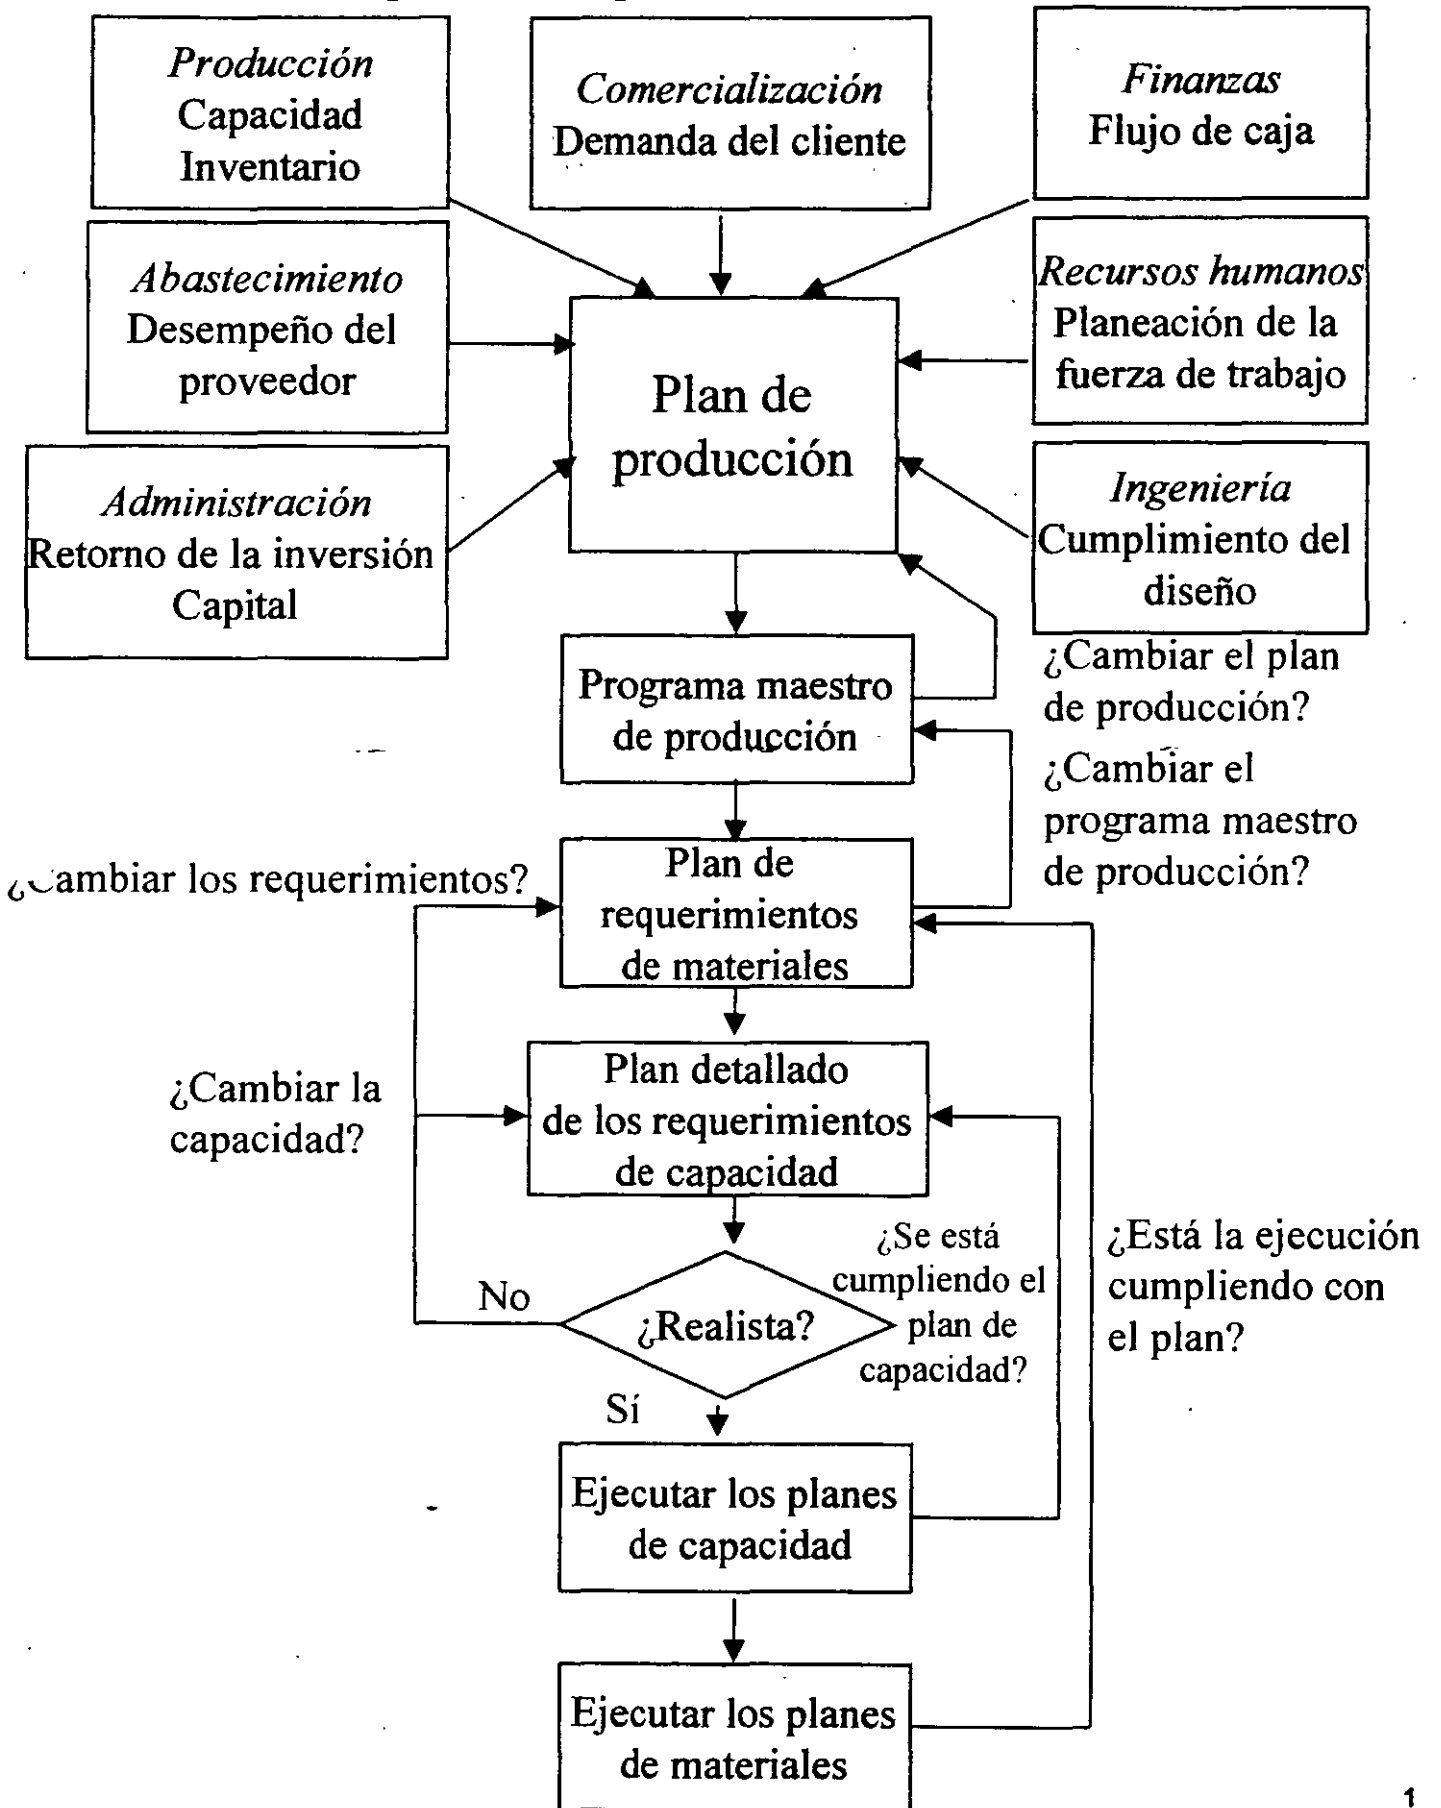 Producción
Capacidad
Inventario
Comercialización
Demanda del cliente
Finanzas
Flujo de caja
Abastecimiento
Desempeño del
proveedor
Recursos humanos
Planeación de la
fuerza de trabajo
Plan de
producción
Administración
Retorno de la inversión
Capital
Ingeniería
Cumplimiento del
diseño
¿Cambiar el plan
de producción?
Programa maestro
de producción
¿Cambiar el
programa maestro
de producción?
¿Cambiar los requerimientos?
Plan de
requerimientos
de materiales
¿Cambiar la
capacidad?
Plan detallado
de los requerimientos
de capacidad
¿Se está
cumpliendo el
plan de
capacidad?
¿Está la ejecución
cumpliendo con
el plan?
No
¿Realista?
Sí
Ejecutar los planes
de capacidad
Ejecutar los planes
de materiales
1